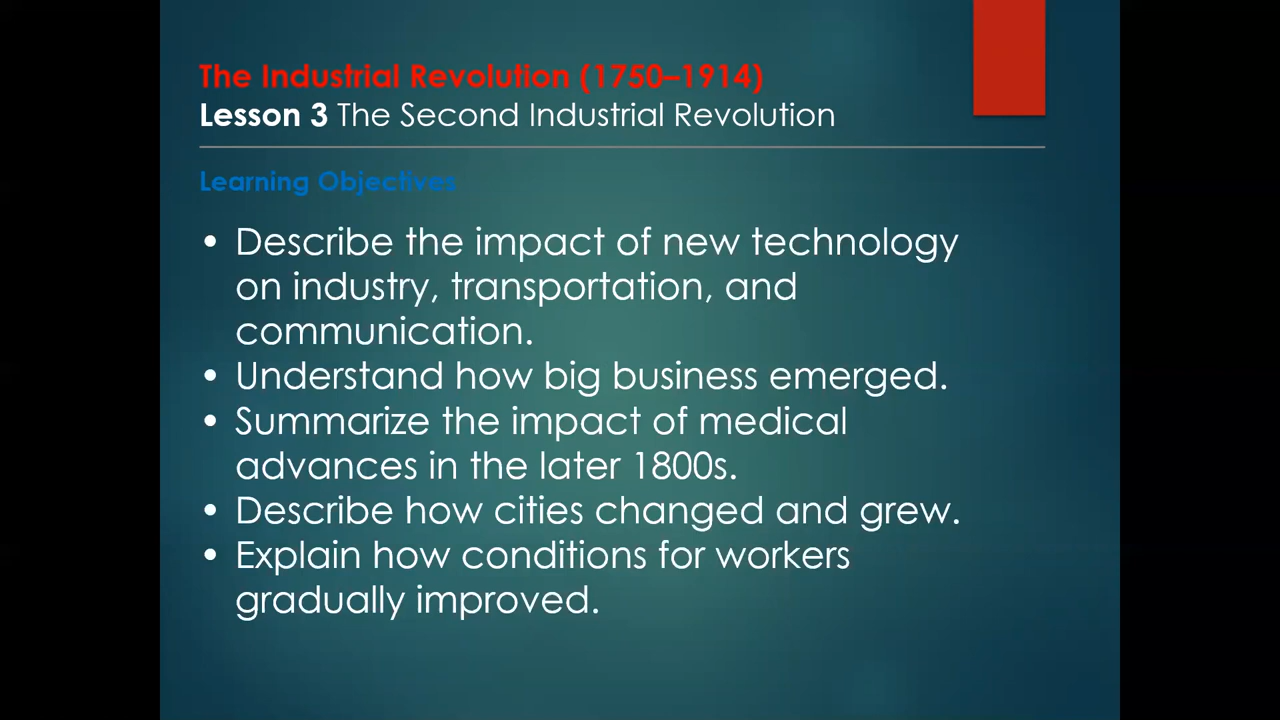 The Industrial Revolution (1750–1914)
Lesson 3 The Second Industrial Revolution
Learning Objectives
• Describe the impact of new technology
on industry, transportation, and
communication.
• Understand how big business emerged.
• Summarize the impact of medical
advances in the later 1800s.
• Describe how cities changed and grew.
• Explain how conditions for workers
gradually improved.